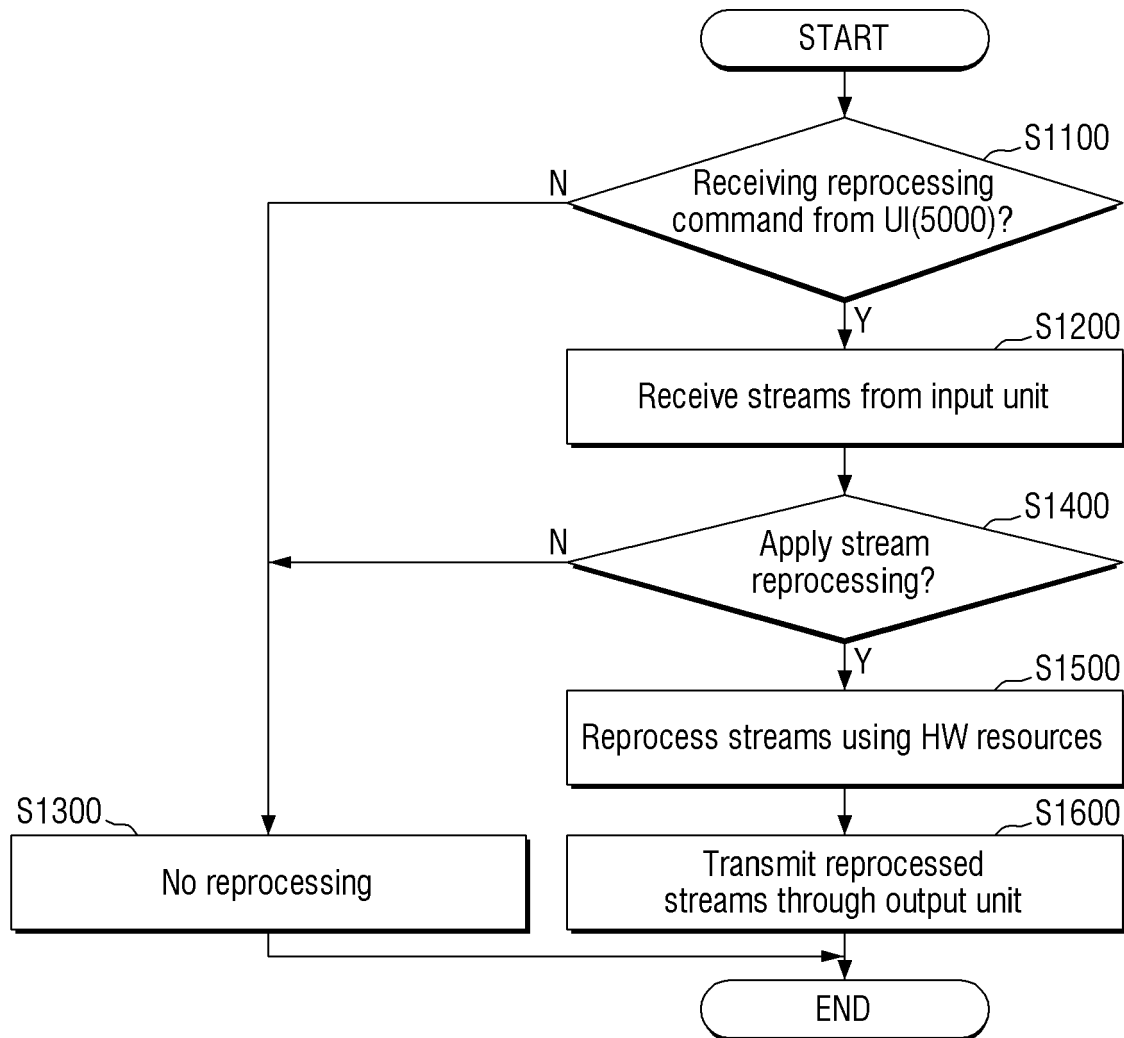 START
S1100
N
Receiving reprocessing
command from UI(5000)?
Y
S1200
Receive streams from input unit
S1400
N
Apply stream
reprocessing?
Y
S1500
Reprocess streams using HW resources
S1300
No reprocessing
S1600
Transmit reprocessed
streams through output unit
END